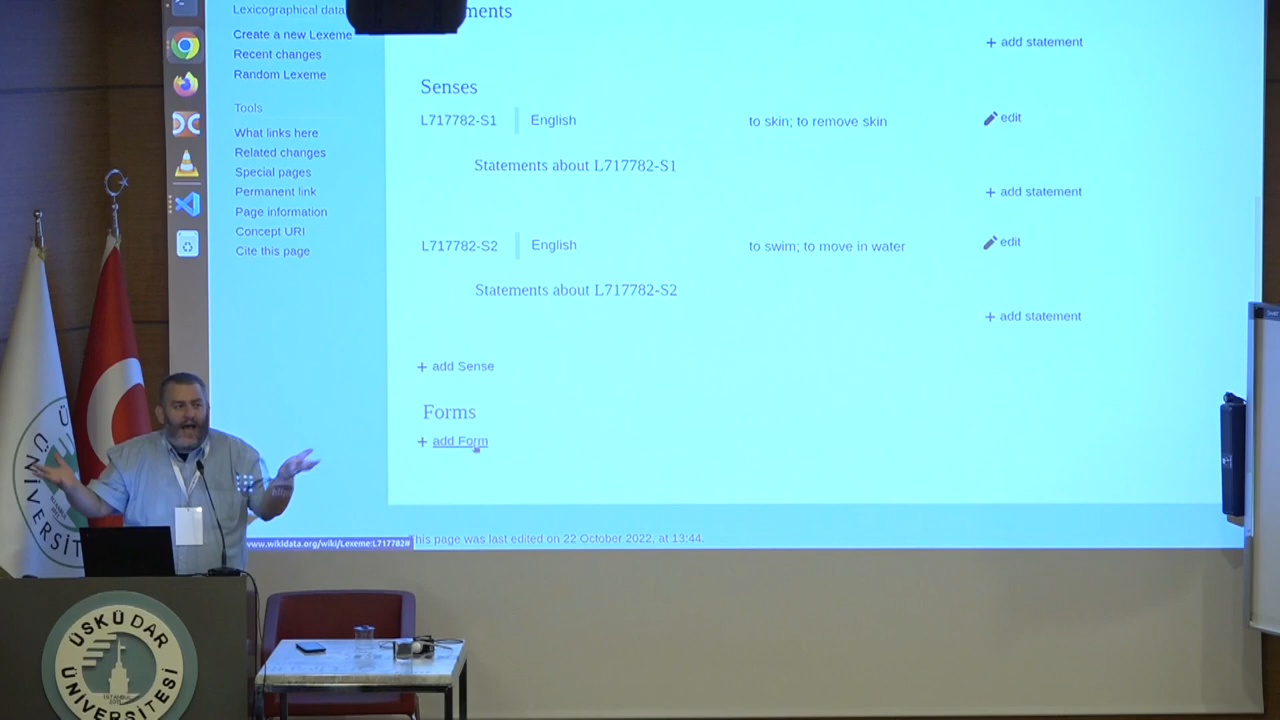 Lexicographical data
Create a new Lexeme
Recent changes
Random Lexeme
Tools
What links here
Related changes
Special pages
Permanent link
Page information
Concept URI
Cite this page
ments
+ add statement
Senses
L717782-S1
English
to skin; to remove skin
edit
Statements about L717782-S1
+ add statement
L717782-S2
English
to swim; to move in water
edit
Statements about L717782-S2
+ add statement
+ add Sense
Forms
+ add Form
www.wikidata.org/wiki/Lexeme:L717782#
his page was last edited on 22 October 2022, at 13:44.
ÜNİVERSİT
ÜSKÜDAR
ÜNİVERSİTESİ
İSTANBUL